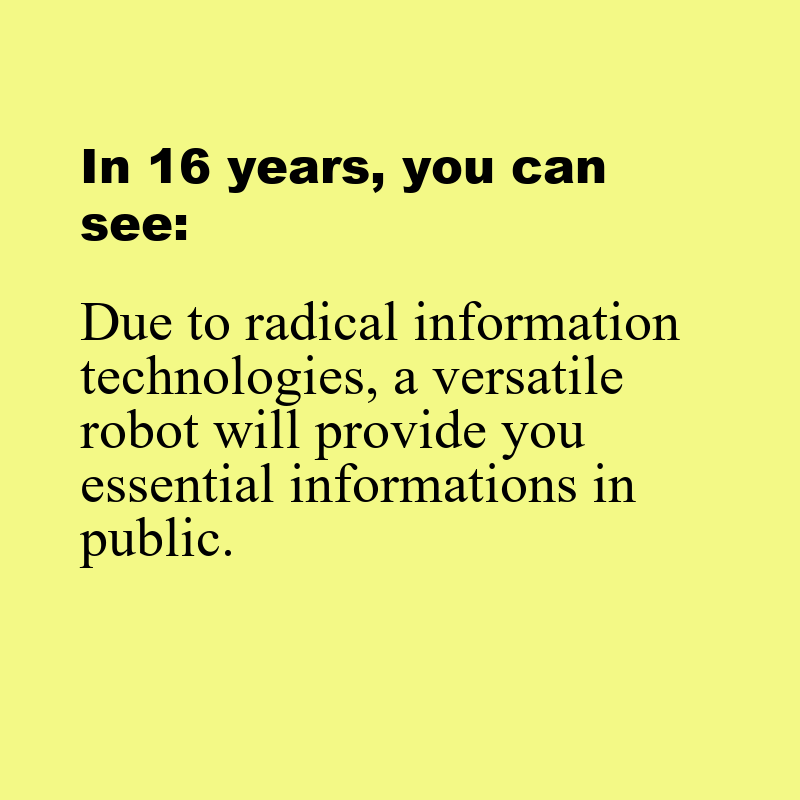 In 16 years, you can
see:
Due to radical information
technologies, a versatile
robot will provide you
essential informations in
public.